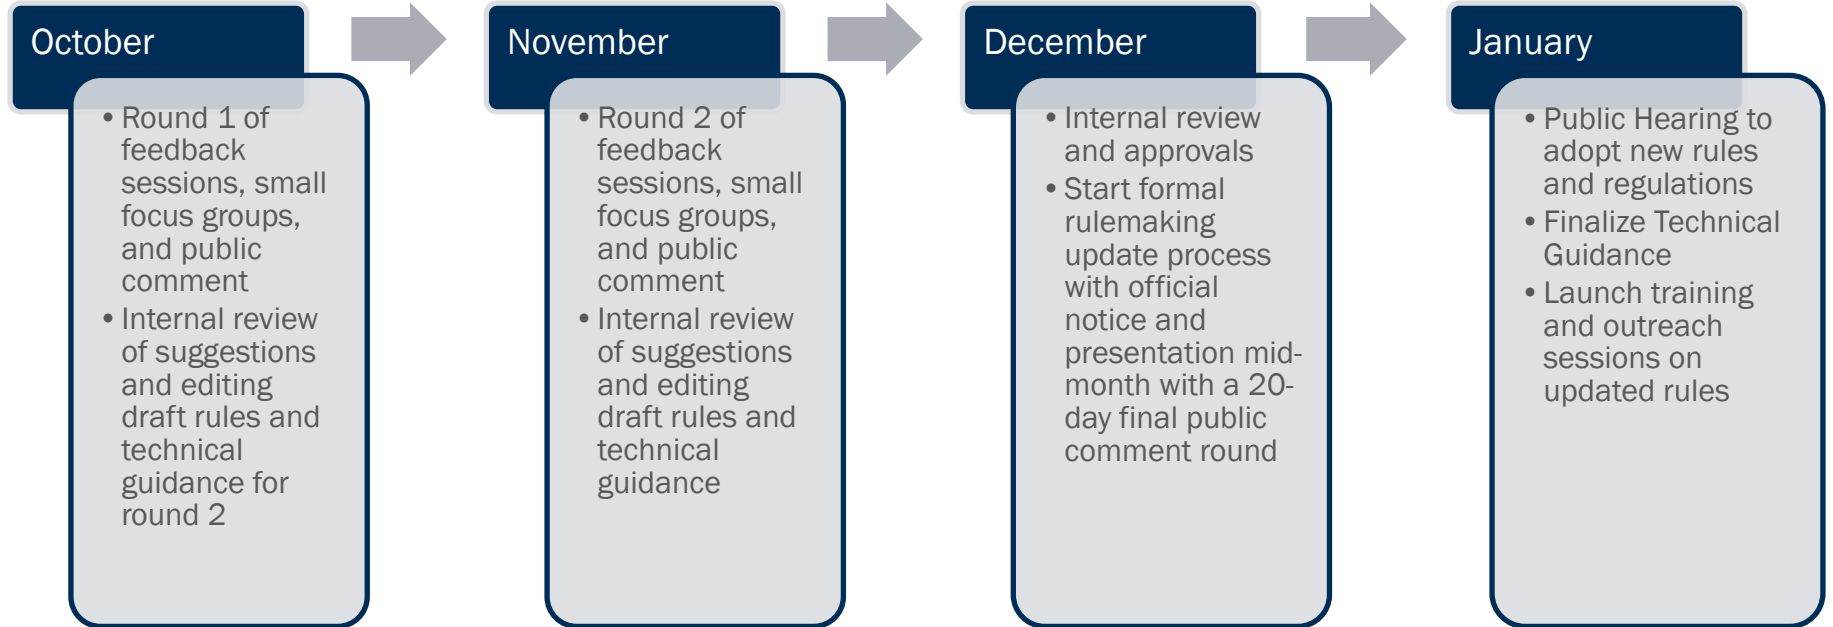 October
• Round 1 of
feedback
sessions, small
focus groups,
and public
comment
• Internal review
of suggestions
and editing
draft rules and
technical
guidance for
round 2
November
• Round 2 of
feedback
sessions, small
focus groups,
and public
comment
• Internal review
of suggestions
and editing
draft rules and
technical
guidance
December
• Internal review
and approvals
• Start formal
rulemaking
update process
with official
notice and
presentation mid-
month with a 20-
day final public
comment round
January
• Public Hearing to
adopt new rules
and regulations
• Finalize Technical
Guidance
• Launch training
and outreach
sessions on
updated rules